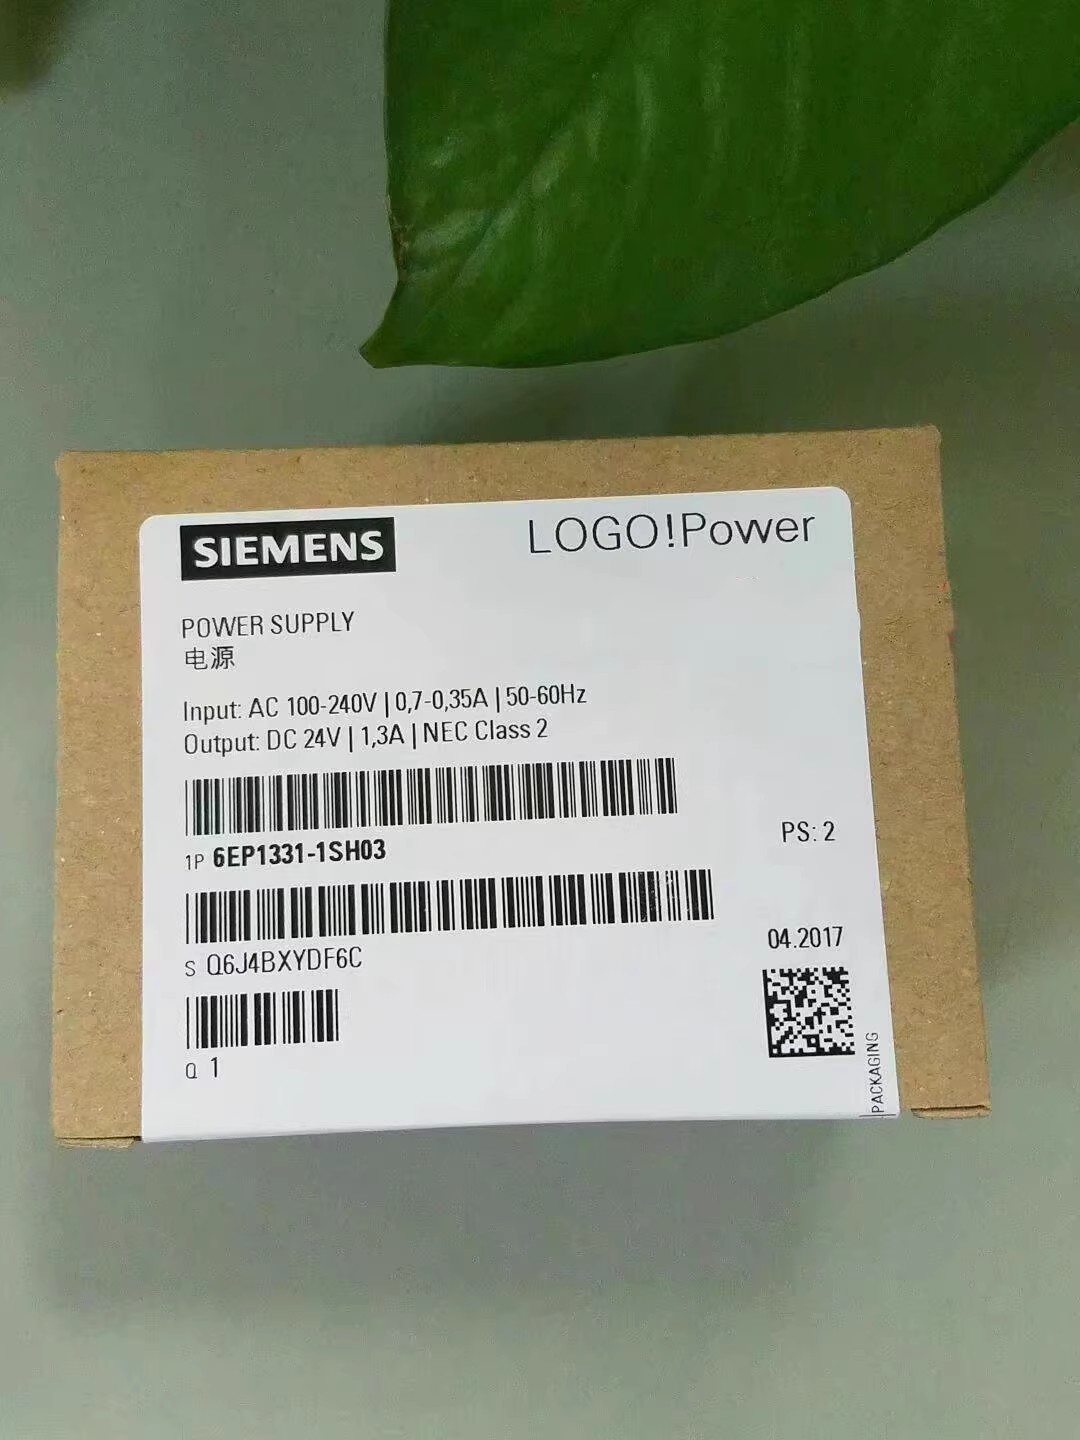 SIEMENS
LOGO!Power
POWER SUPPLY
电源
Input: AC 100-240V | 0,7-0,35A | 50-60Hz
Output: DC 24V | 1,3A | NEC Class 2
1P 6EP1331-1SH03
PS: 2
S Q6J4BXYDF6C
04.2017
Q 1
PACKAGING